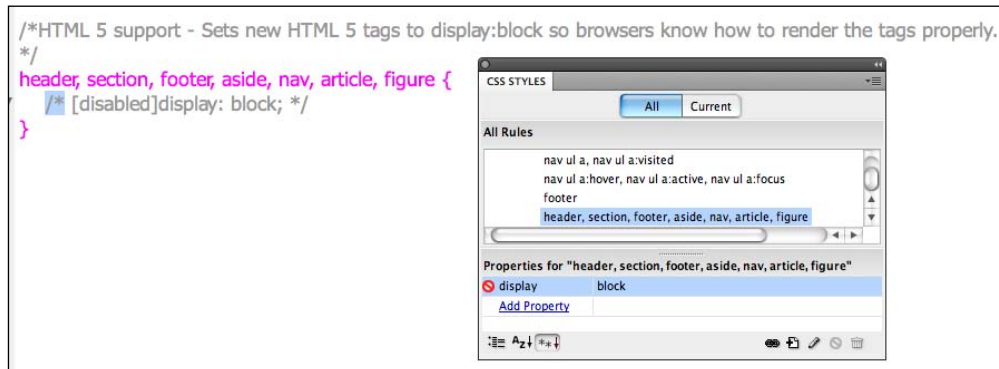 /*HTML 5 support - Sets new HTML 5 tags to display:block so browsers know how to render the tags properly.
*/
header, section, footer, aside, nav, article, figure {
/* [disabled]display: block; */
}
CSS STYLES
All Current
All Rules
nav ul a, nav ul a:visited
nav ul a:hover, nav ul a:active, nav ul a:focus
footer
header, section, footer, aside, nav, article, figure
Properties for "header, section, footer, aside, nav, article, figure"
display block
Add Property
Az↓ **↓